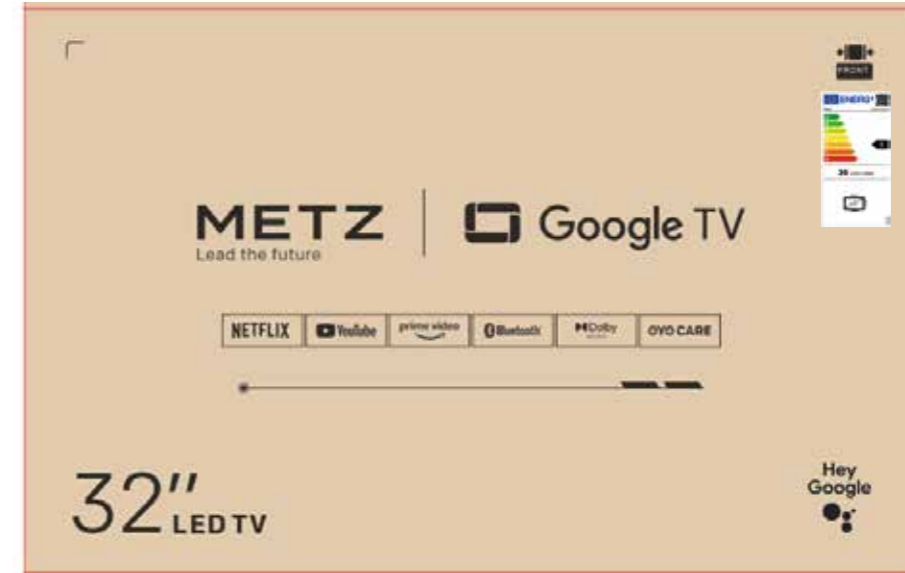 FRONT
ENERG
METZ
Lead the future
Google TV
NETFLIX
YouTube
prime video
Bluetooth
Dolby
OYO CARE
32" LED TV
Hey
Google